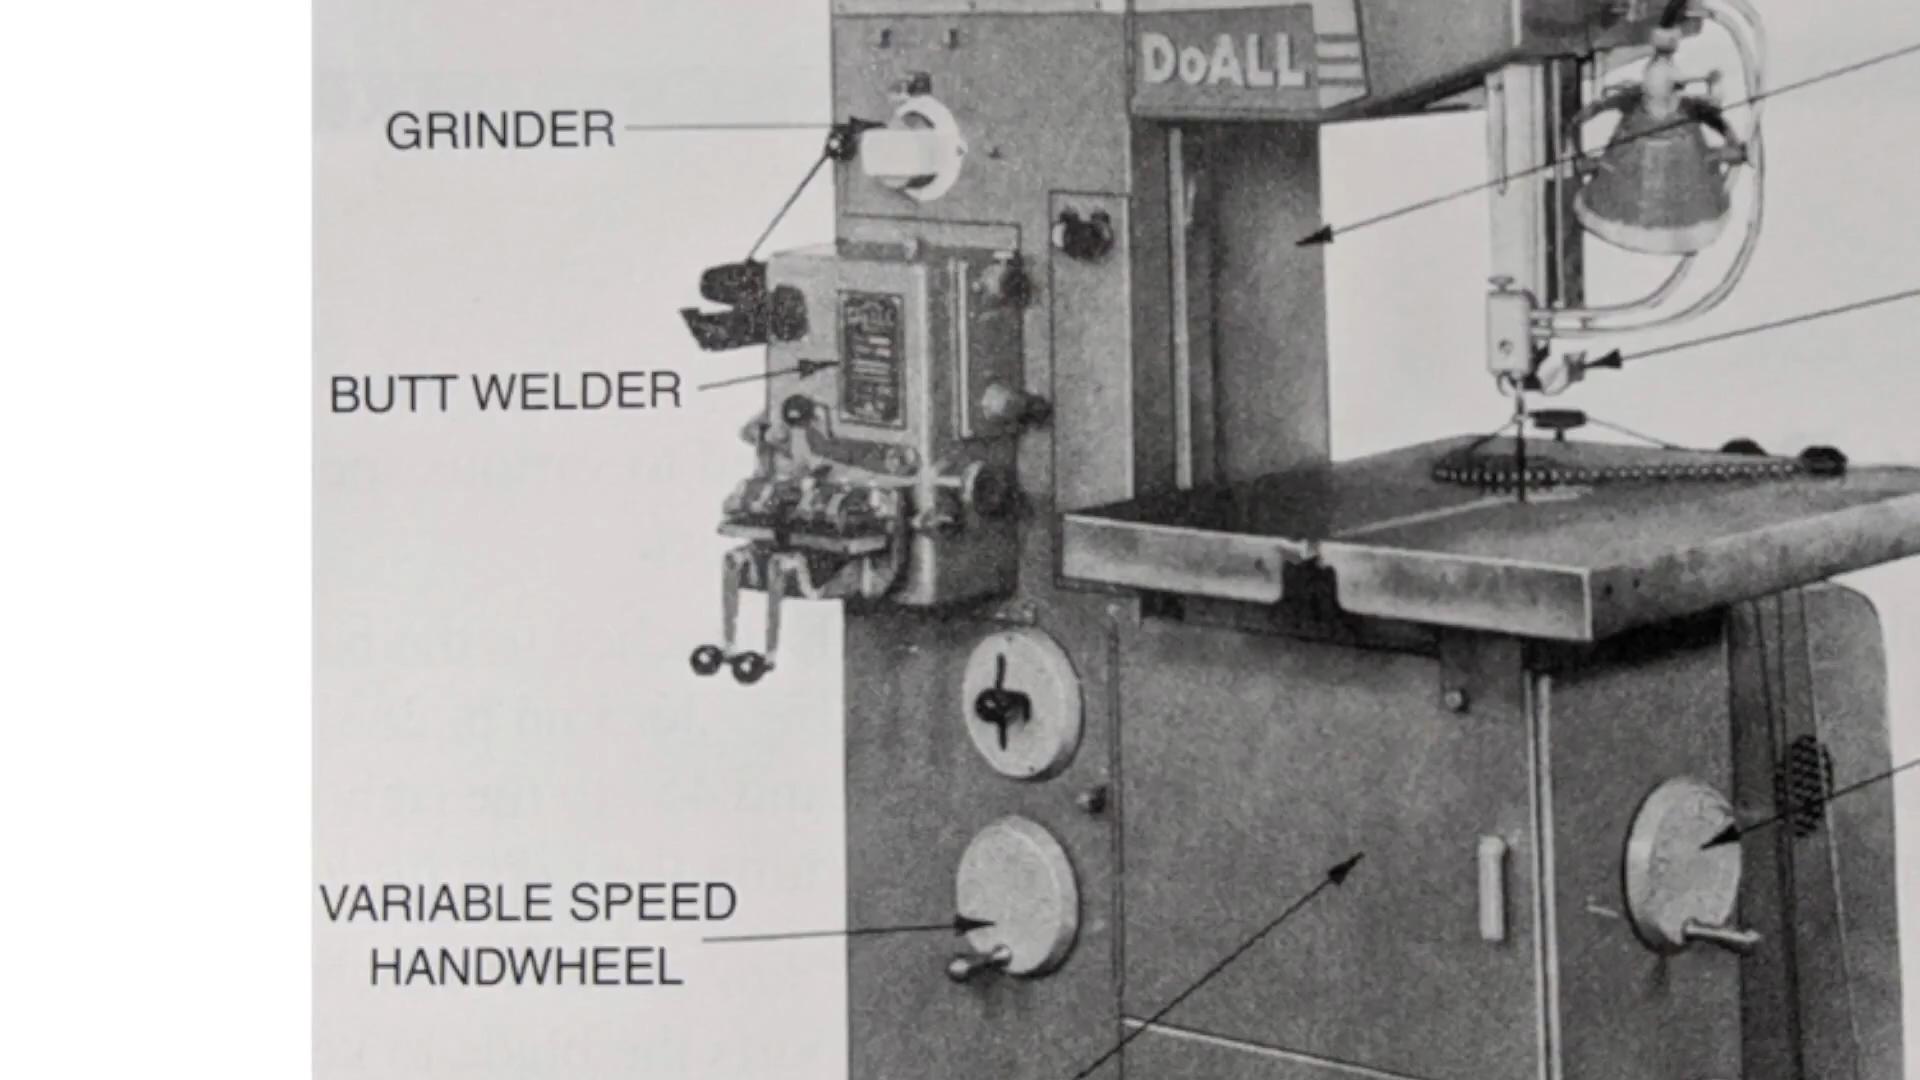 DoALL
GRINDER
BUTT WELDER
VARIABLE SPEED
HANDWHEEL